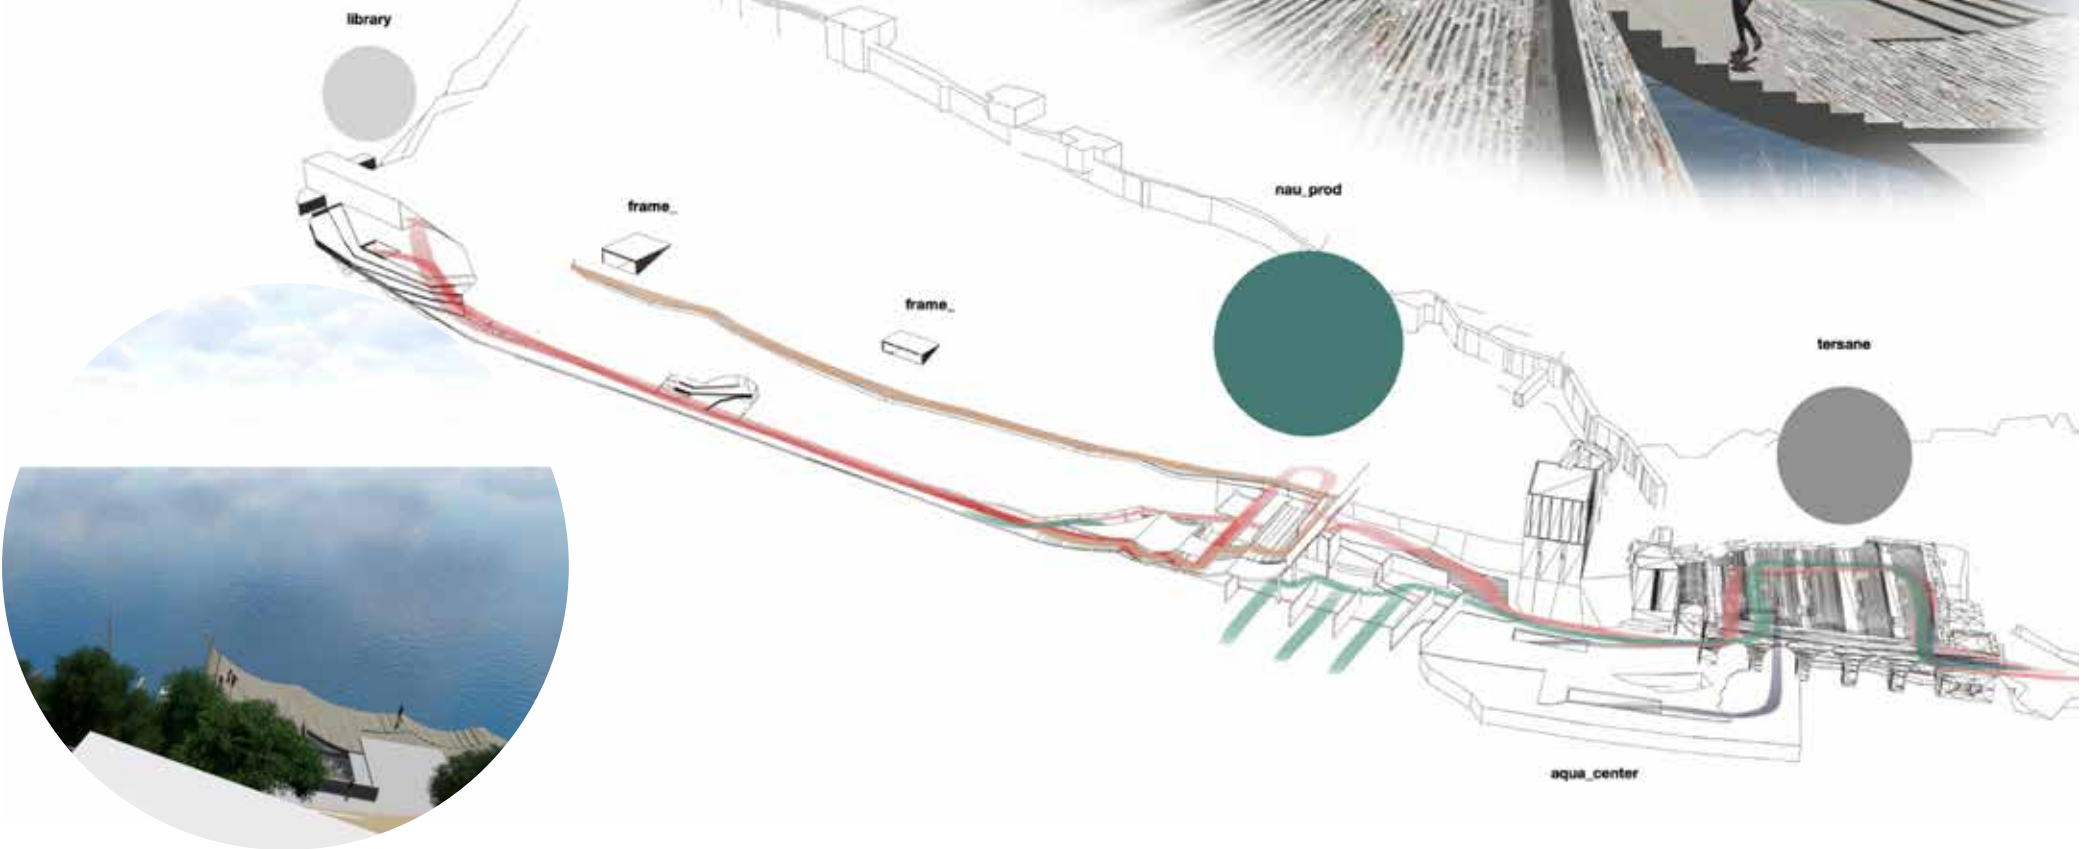 library
frame_
nau_prod
frame_
tersane
aqua_center